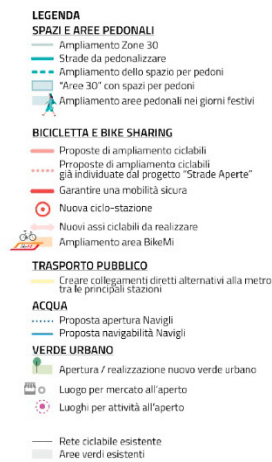 LEGENDA
SPAZI E AREE PEDONALI
Ampliamento Zone 30
Strade da pedonalizzare
Ampliamento dello spazio per pedoni
"Aree 30" con spazi per pedoni
Ampliamento aree pedonali nei giorni festivi
BICICLETTA E BIKE SHARING
Proposte di ampliamento ciclabili
Prroposte di ampliamento ciclabili
già individuate dal progetto "Strade Aperte"
Garantire una mobilità sicura
Nuova ciclo-stazione
Nuovi assi ciclabili da realizzare
Ampliamento area BikeMi
TRASPORTO PUBBLICO
Creare collegamenti diretti alternativi alla metro
tra le principali stazioni
ACQUA
Proposta apertura Navigli
Proposta navigabilità Navigli
VERDE URBANO
Apertura / realizzazione nuovo verde urbano
Luogo per mercato all'aperto
Luoghi per attività all'aperto
Rete ciclabile esistente
Aree verdi esistenti